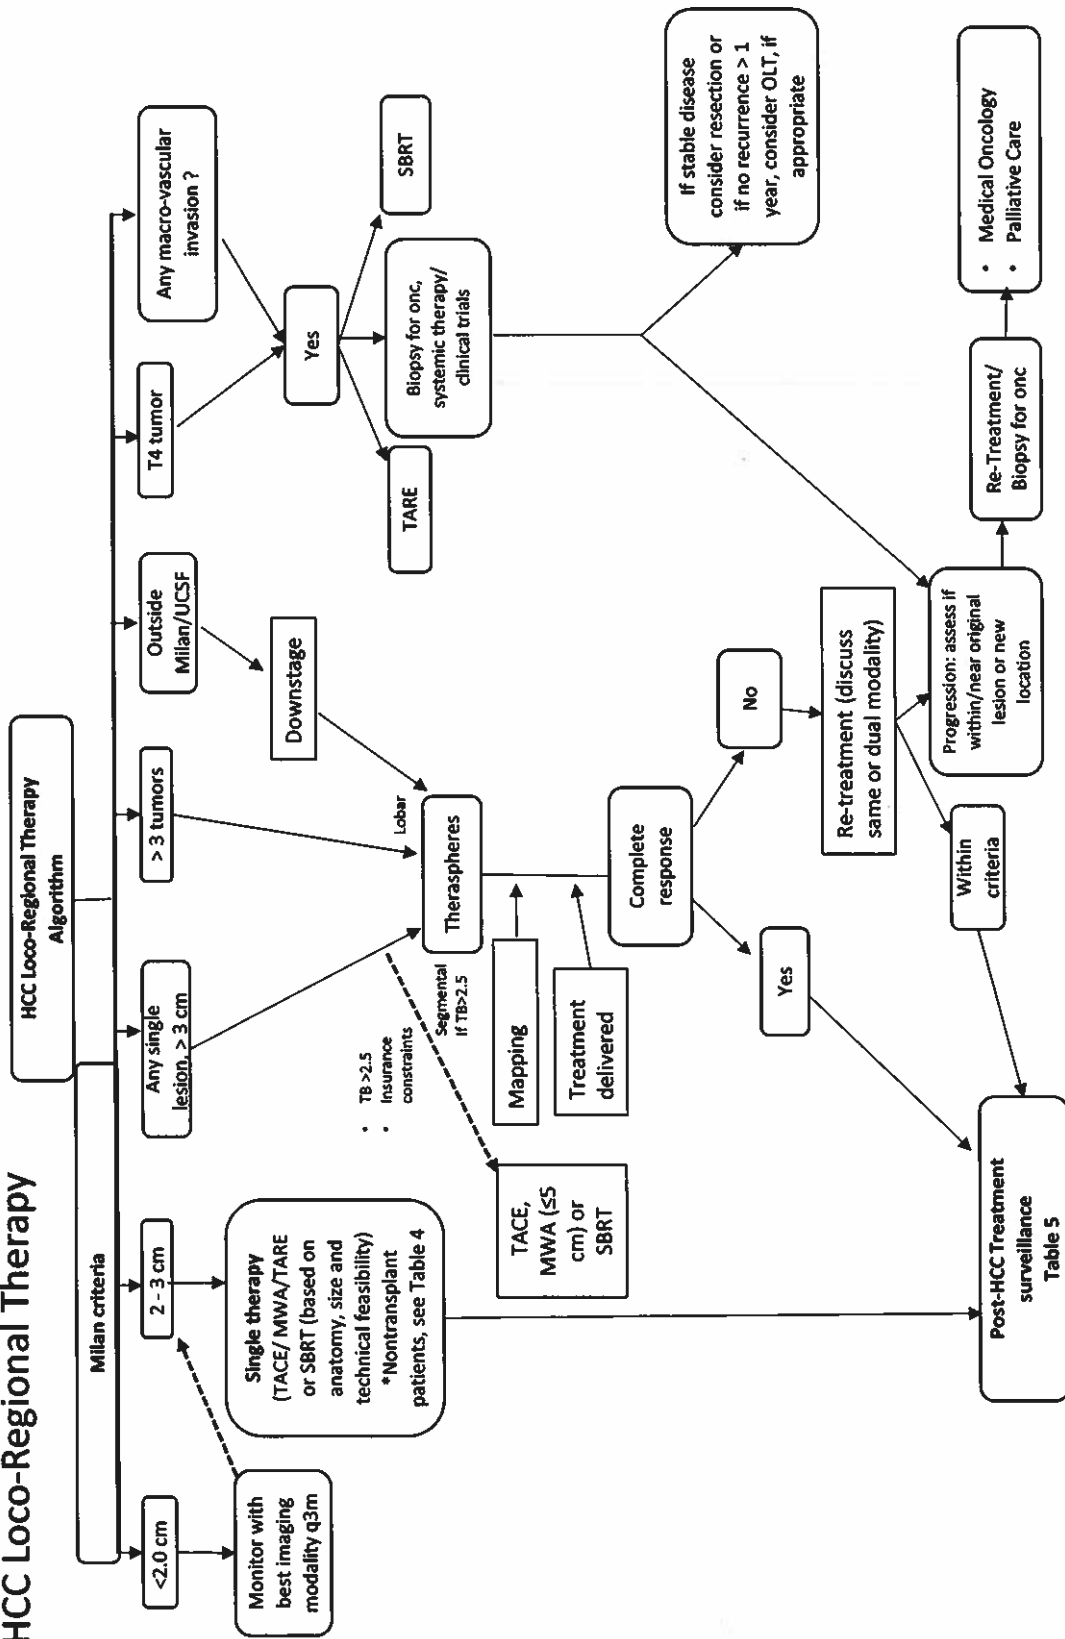 HCC Loco-Regional Therapy
HCC Loco-Regional Therapy
Algorithm
Milan criteria
<2.0 cm
2 - 3 cm
Any single
lesion, > 3 cm
> 3 tumors
Outside
Milan/UCSF
T4 tumor
Any macro-vascular
invasion ?
Monitor with
best imaging
modality q3m
Single therapy
(TACE/ MWA/TARE
or SBRT (based on
anatomy, size and
technical feasibility)
*Nontransplant
patients, see Table 4
Downstage
Yes
• TB >2.5
• Insurance
constraints
Segmental
If TB>2.5
Lobar
Theraspheres
TARE
Biopsy for onc,
systemic therapy/
clinical trials
SBRT
TACE,
MWA (≤5
cm) or
SBRT
Mapping
Treatment
delivered
Complete
response
Yes
No
If stable disease
consider resection or
if no recurrence > 1
year, consider OLT, if
appropriate
Re-treatment (discuss
same or dual modality)
Within
criteria
Progression: assess if
within/near original
lesion or new
location
Re-Treatment/
Biopsy for onc
• Medical Oncology
• Palliative Care
Post-HCC Treatment
surveillance
Table 5